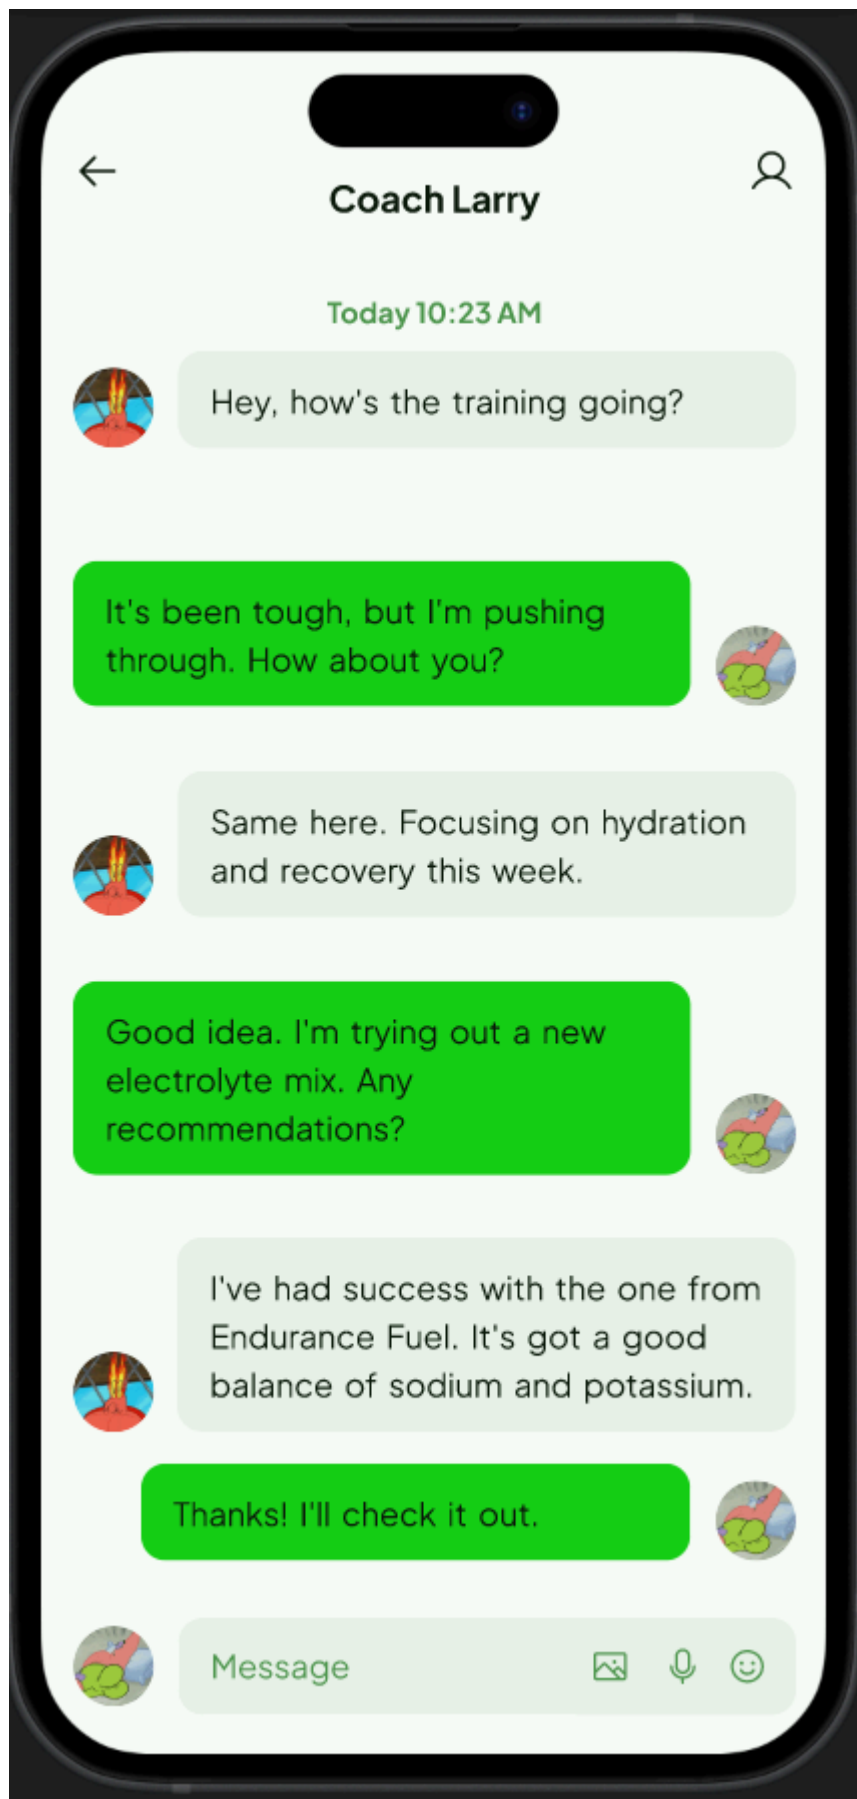 Coach Larry
Today 10:23 AM
Hey, how's the training going?
It's been tough, but I'm pushing
through. How about you?
Same here. Focusing on hydration
and recovery this week.
Good idea. I'm trying out a new
electrolyte mix. Any
recommendations?
I've had success with the one from
Endurance Fuel. It's got a good
balance of sodium and potassium.
Thanks! I'll check it out.
Message